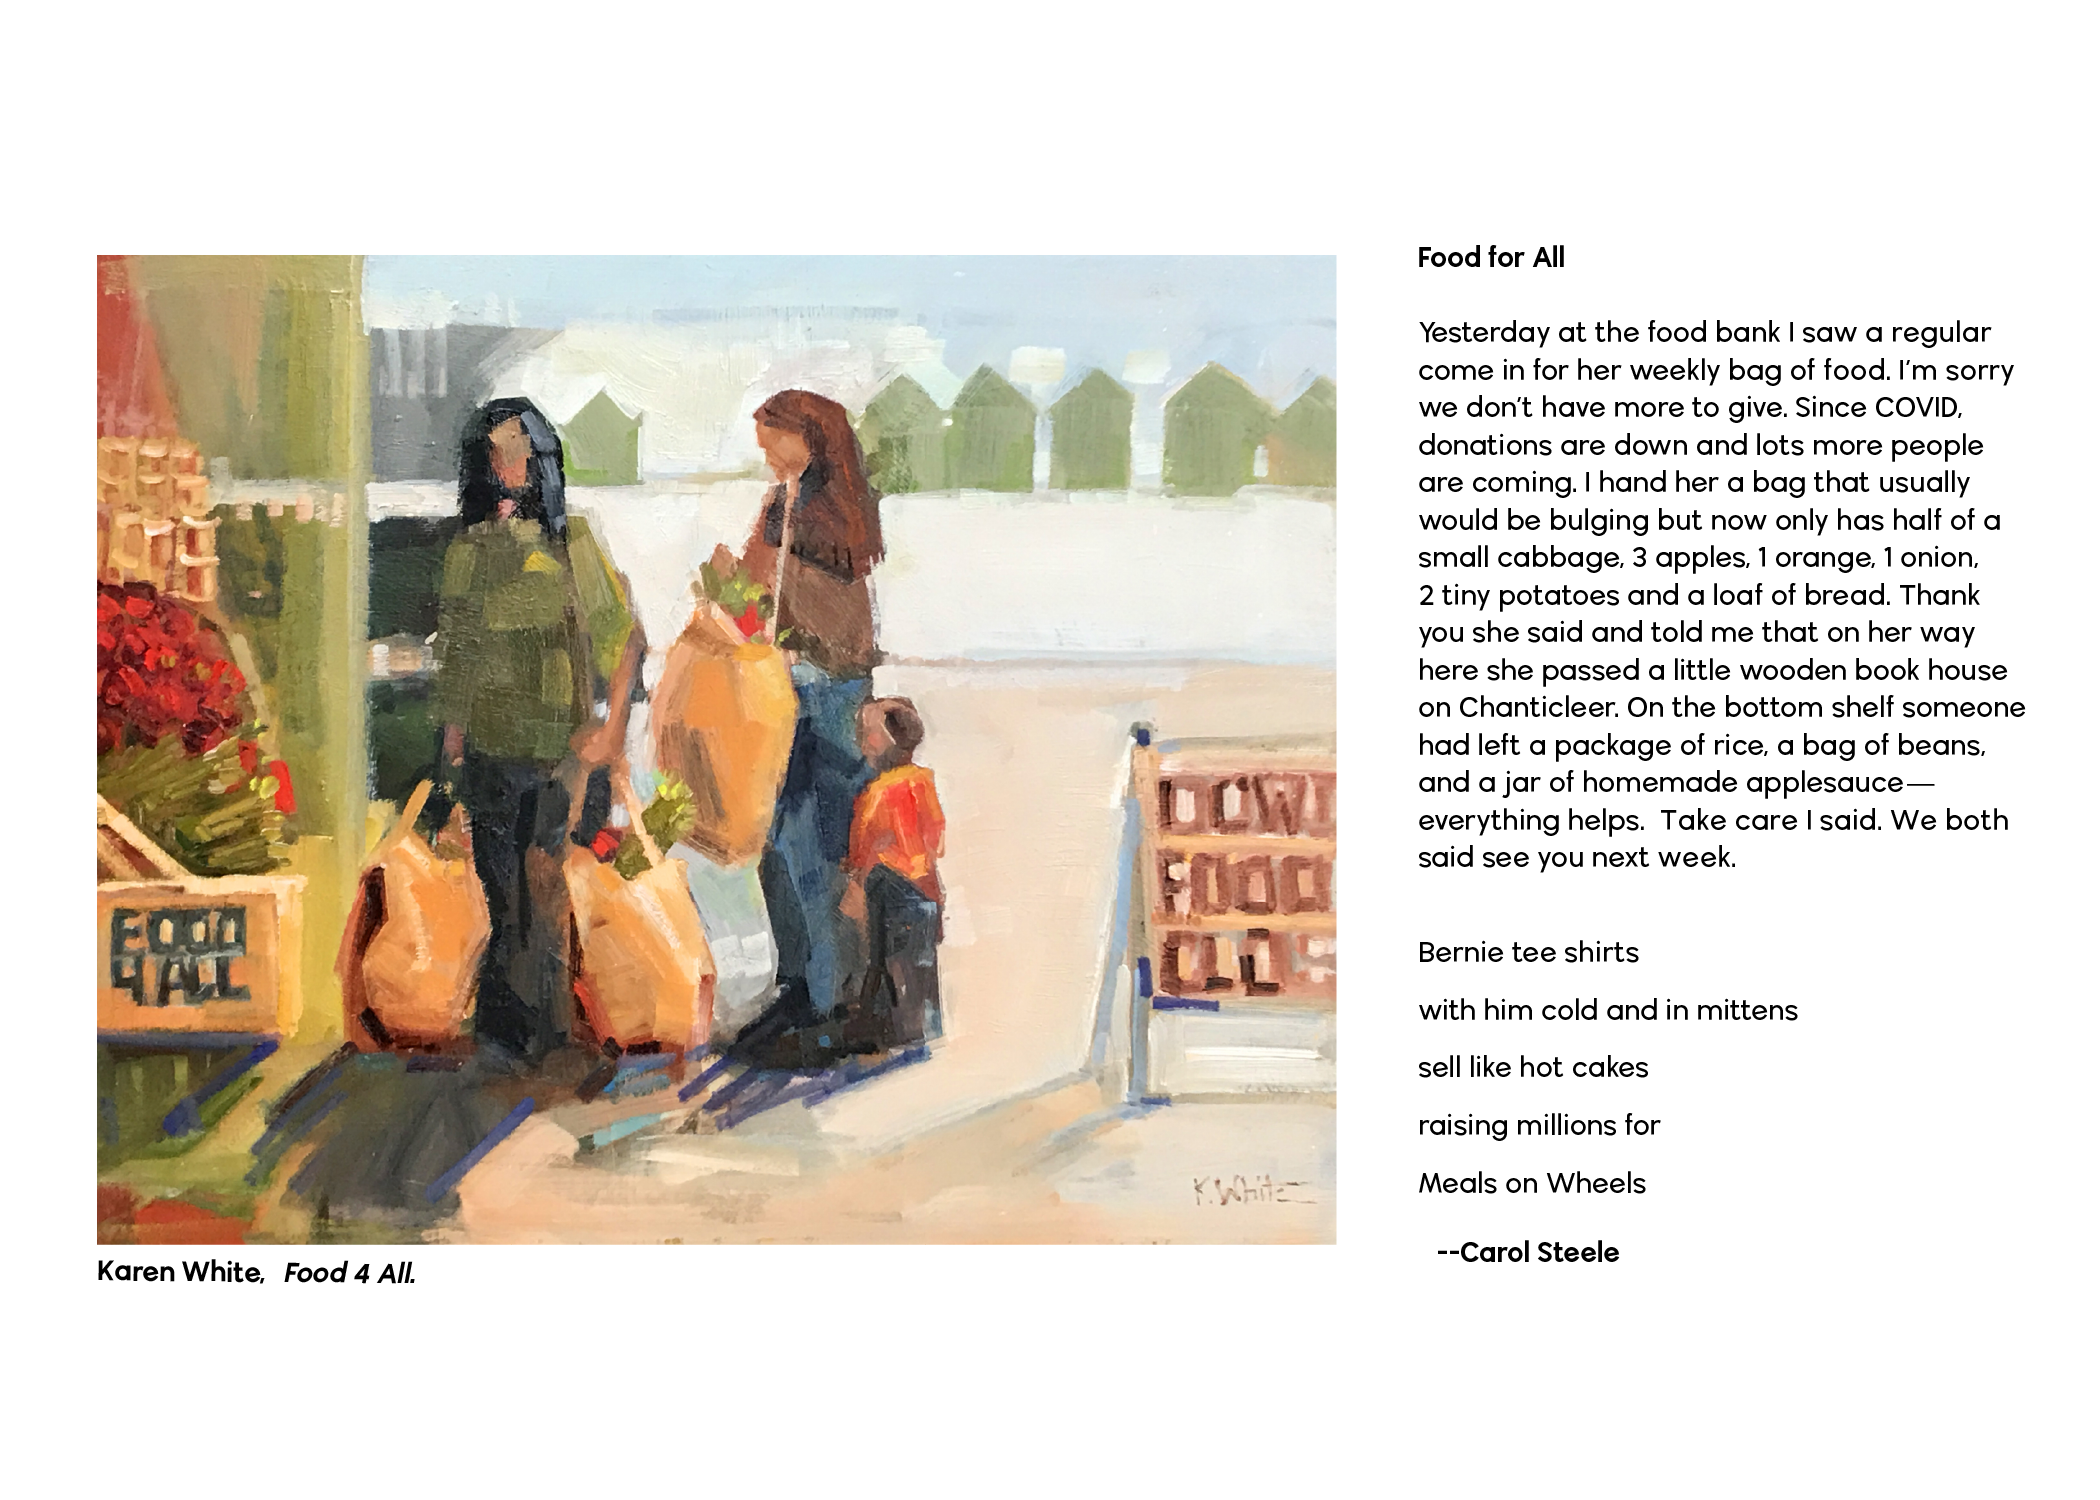 FOOD
4 ALL
FOOD
K. White
Karen White, Food 4 All.
Food for All
Yesterday at the food bank I saw a regular
come in for her weekly bag of food. I'm sorry
we don't have more to give. Since COVID,
donations are down and lots more people
are coming. I hand her a bag that usually
would be bulging but now only has half of a
small cabbage, 3 apples, 1 orange, 1 onion,
2 tiny potatoes and a loaf of bread. Thank
you she said and told me that on her way
here she passed a little wooden book house
on Chanticleer. On the bottom shelf someone
had left a package of rice, a bag of beans,
and a jar of homemade applesauce—
everything helps.  Take care I said. We both
said see you next week.
Bernie tee shirts
with him cold and in mittens
sell like hot cakes
raising millions for
Meals on Wheels
--Carol Steele